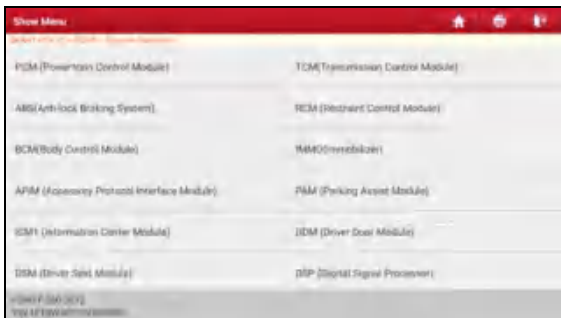 Show Menu
PCM (Powertrain Control Module)
TCM(Transmission Control Module)
ABS(Anti-lock Braking System)
RCM (Restraint Control Module)
BCM(Body Control Module)
IMMO(Immobilizer)
APIM (Accessory Protocol Interface Module)
PAM (Parking Assist Module)
ICM1 (Information Center Module)
DDM (Driver Door Module)
DSM (Driver Seat Module)
DSP (Digital Signal Processor)